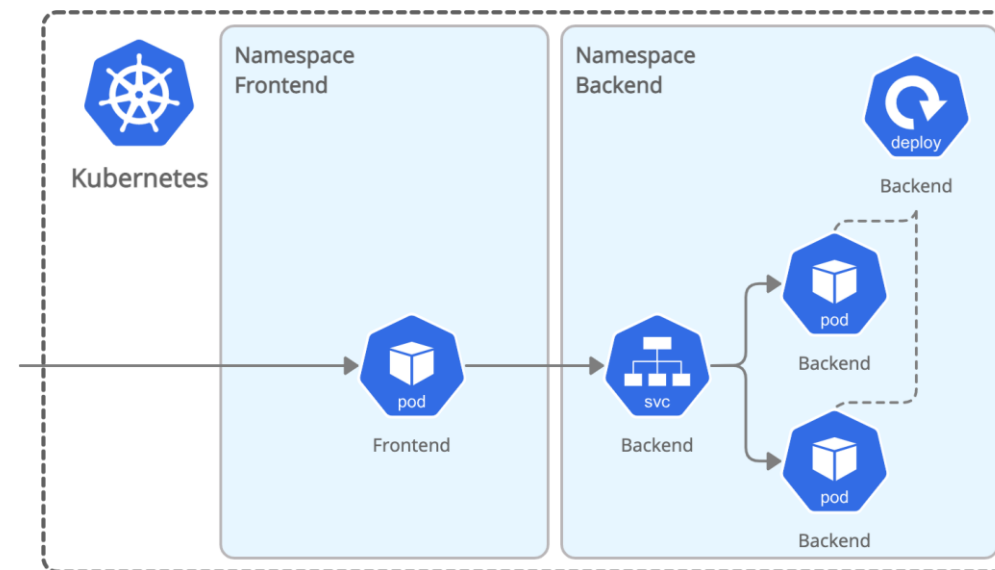 Kubernetes
Namespace
Frontend
pod
Frontend
Namespace
Backend
deploy
Backend
svc
Backend
pod
Backend
pod
Backend